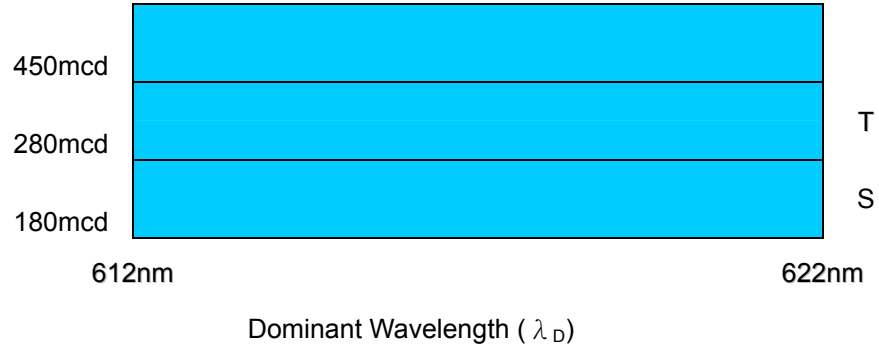 450mcd
T
280mcd
S
180mcd
612nm 622nm
Dominant Wavelength ( λ D)